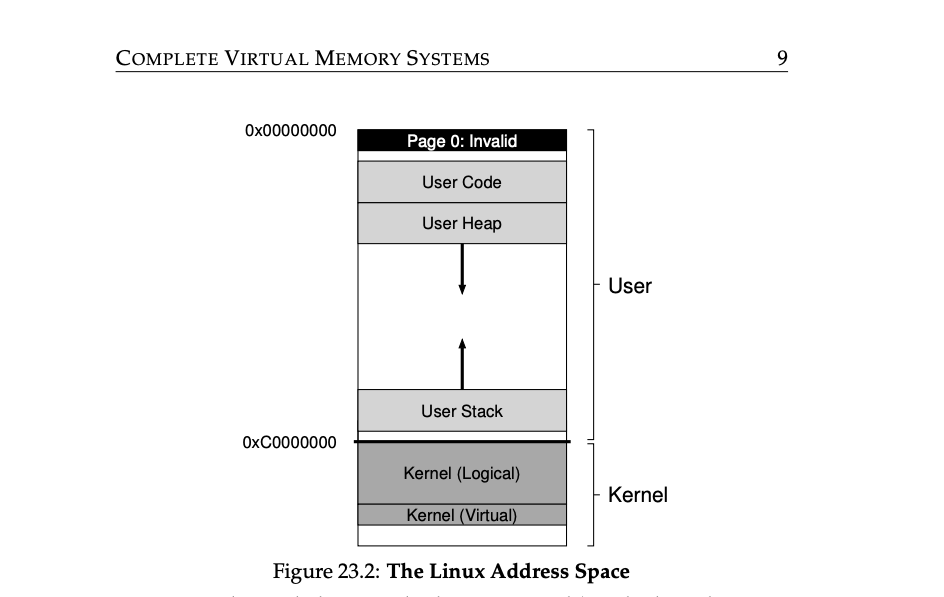 COMPLETE VIRTUAL MEMORY SYSTEMS 9
0x00000000
Page 0: Invalid
User Code
User Heap
User
User Stack
0xC0000000
Kernel (Logical)
Kernel
Kernel (Virtual)
Figure 23.2: The Linux Address Space